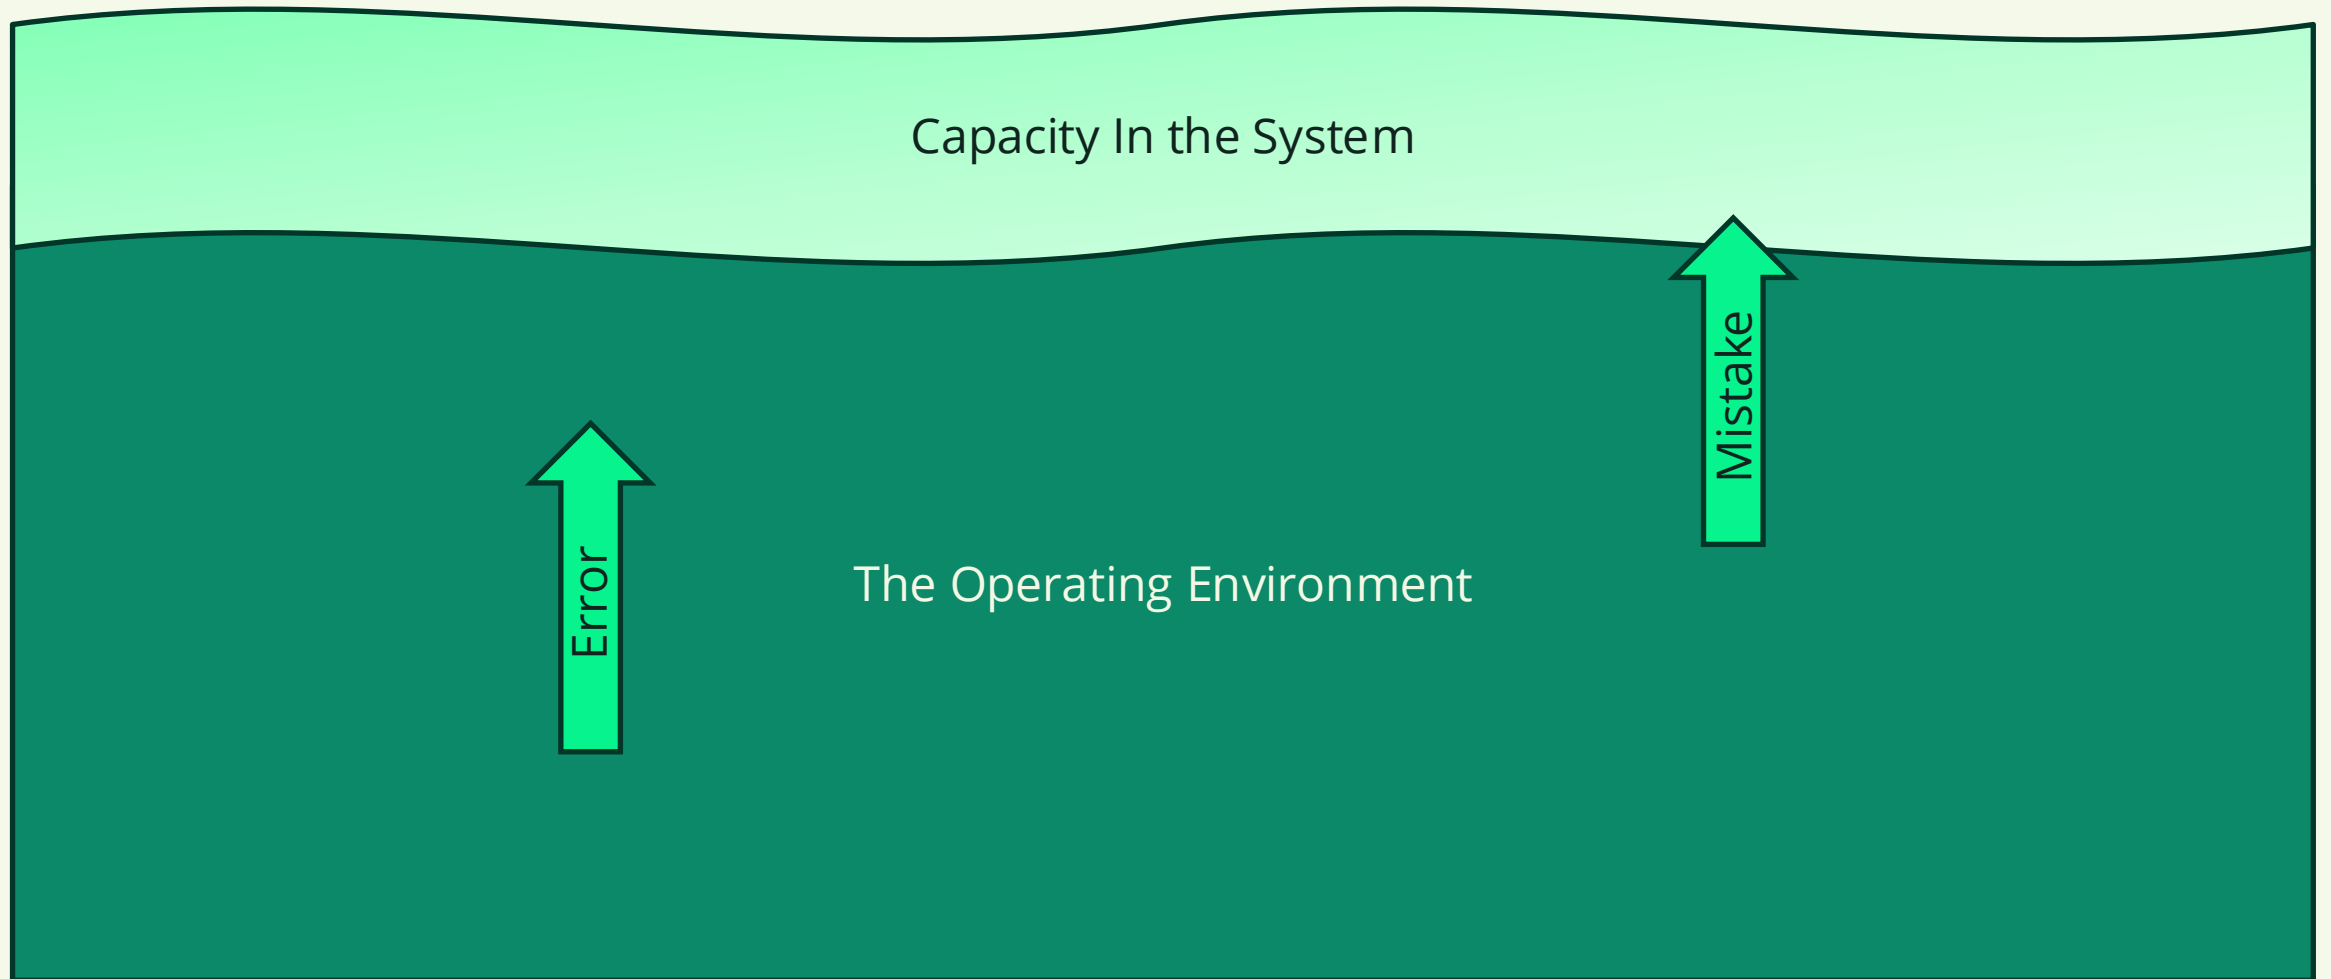 Capacity In the System
Mistake
Error
The Operating Environment